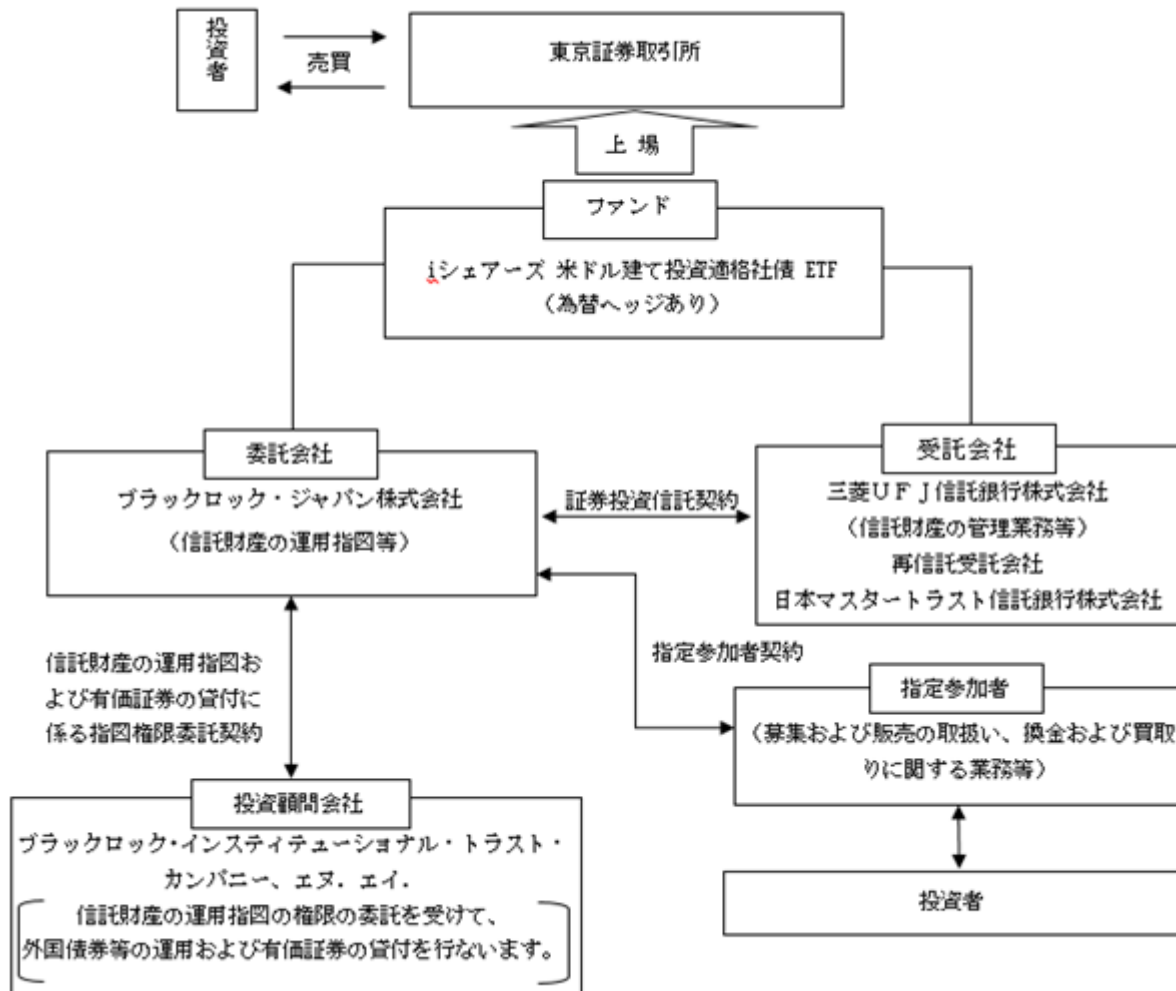 投資者
売買
東京証券取引所
上 場
ファンド
iシェアーズ 米ドル建て投資適格社債 ETF
（為替ヘッジあり）
委託会社
ブラックロック・ジャパン株式会社
（信託財産の運用指図等）
証券投資信託契約
受託会社
三菱ＵＦＪ信託銀行株式会社
（信託財産の管理業務等）
再信託受託会社
日本マスタートラスト信託銀行株式会社
信託財産の運用指図お
よび有価証券の貸付に
係る指図権限委託契約
指定参加者契約
指定参加者
（募集および販売の取扱い、換金および買取
りに関する業務等）
投資者
投資顧問会社
ブラックロック・インスティテューショナル・トラスト・
カンパニー、エヌ．エイ．
信託財産の運用指図の権限の委託を受けて、
外国債券等の運用および有価証券の貸付を行ないます。